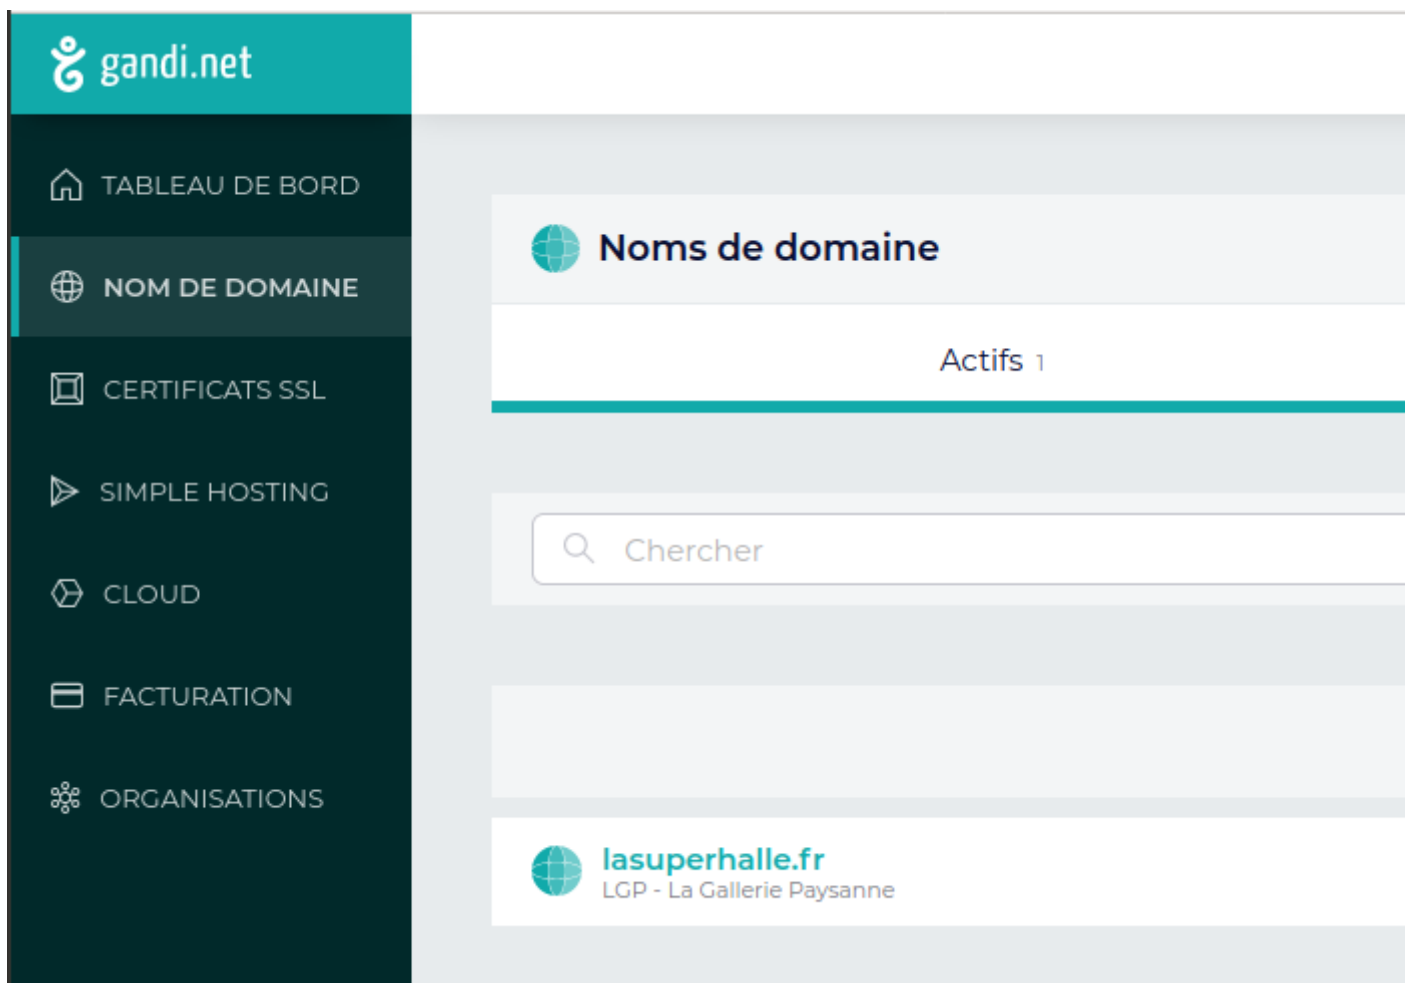 gandi.net
TABLEAU DE BORD
NOM DE DOMAINE
CERTIFICATS SSL
SIMPLE HOSTING
CLOUD
FACTURATION
ORGANISATIONS
Noms de domaine
Actifs 1
Chercher
lasuperhalle.fr
LGP - La Gallerie Paysanne